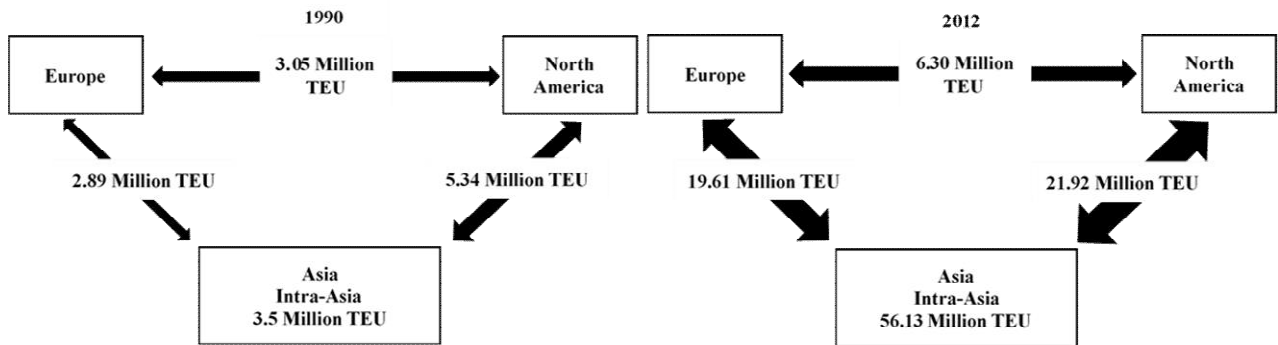 1990
Europe
3.05 Million
TEU
North
America
2.89 Million TEU
5.34 Million TEU
Asia
Intra-Asia
3.5 Million TEU
2012
Europe
6.30 Million
TEU
North
America
19.61 Million TEU
21.92 Million TEU
Asia
Intra-Asia
56.13 Million TEU